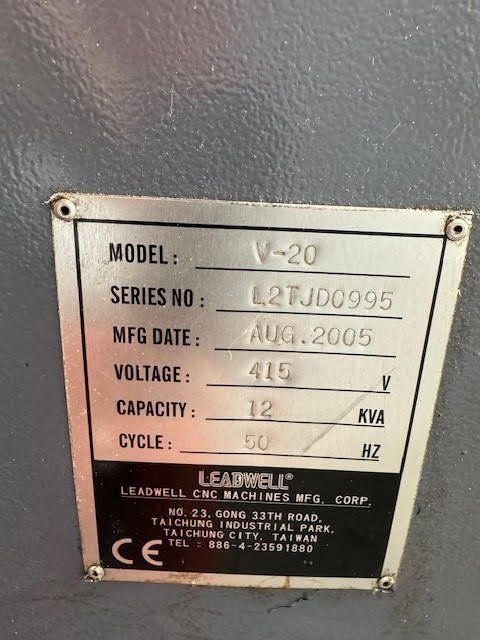 MODEL: V-20
SERIES NO: L2TJD0995
MFG DATE: AUG.2005
VOLTAGE: 415 V
CAPACITY: 12 KVA
CYCLE: 50 HZ
LEADWELL®
LEADWELL CNC MACHINES MFG. CORP.
NO. 23, GONG 33TH ROAD,
TAICHUNG INDUSTRIAL PARK,
TAICHUNG CITY, TAIWAN
TEL : 886-4-23591880
CE